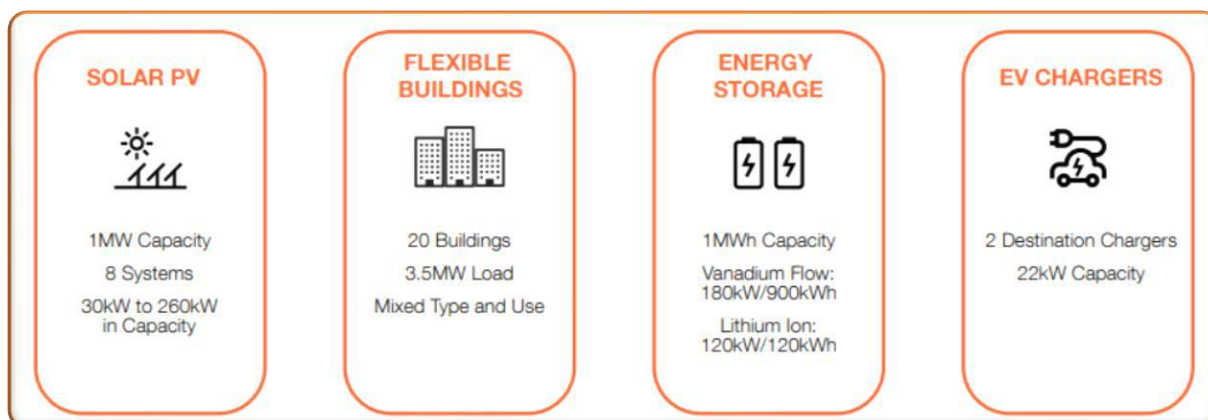 SOLAR PV
1MW Capacity
8 Systems
30kW to 260kW
in Capacity
FLEXIBLE
BUILDINGS
20 Buildings
3.5MW Load
Mixed Type and Use
ENERGY
STORAGE
1MWh Capacity
Vanadium Flow:
180kW/900kWh
Lithium Ion:
120kW/120kWh
EV CHARGERS
2 Destination Chargers
22kW Capacity